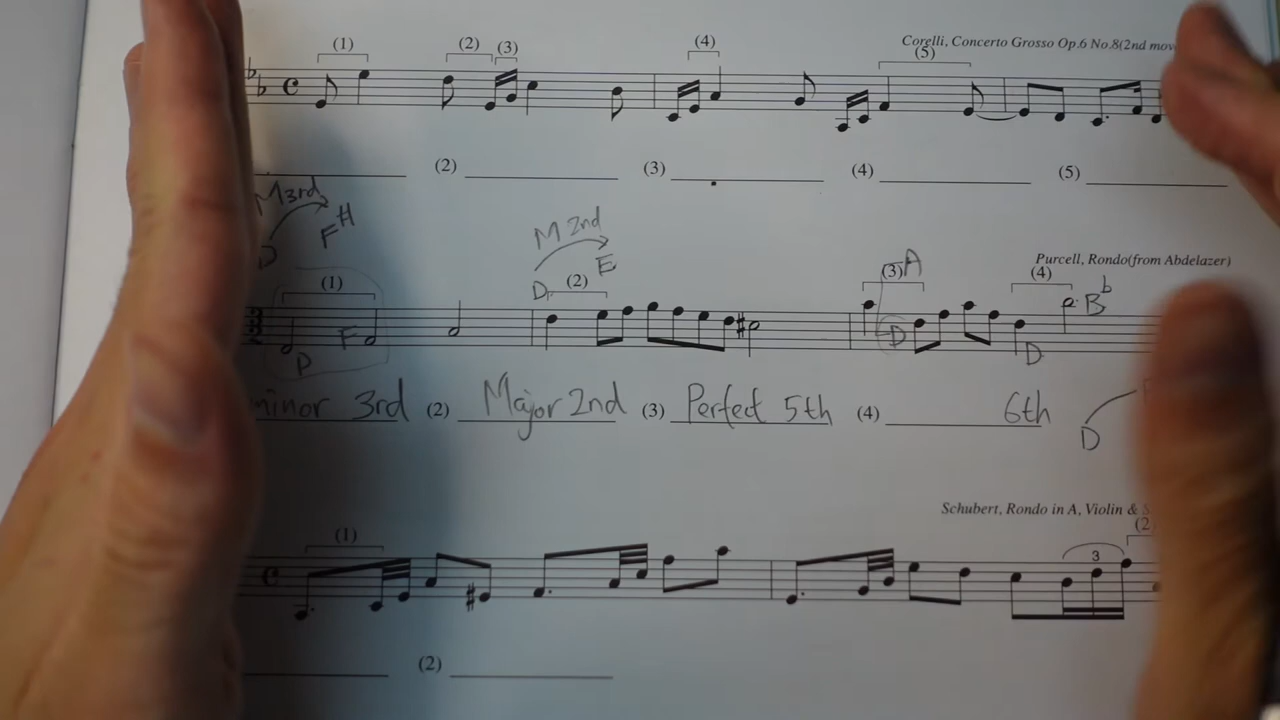 (1) (2) (3) (4) Corelli, Concerto Grosso Op.6 No.8(2nd mov
(5)
(2) (3) (4) (5)
M3rd
F#
D
M 2nd
D E
Purcell, Rondo(from Abdelazer)
(1) (2) (3) A (4)
D F D D B♭
minor 3rd (2) Major 2nd (3) Perfect 5th (4) 6th
D
Schubert, Rondo in A, Violin &
(1) (2
3
(2)